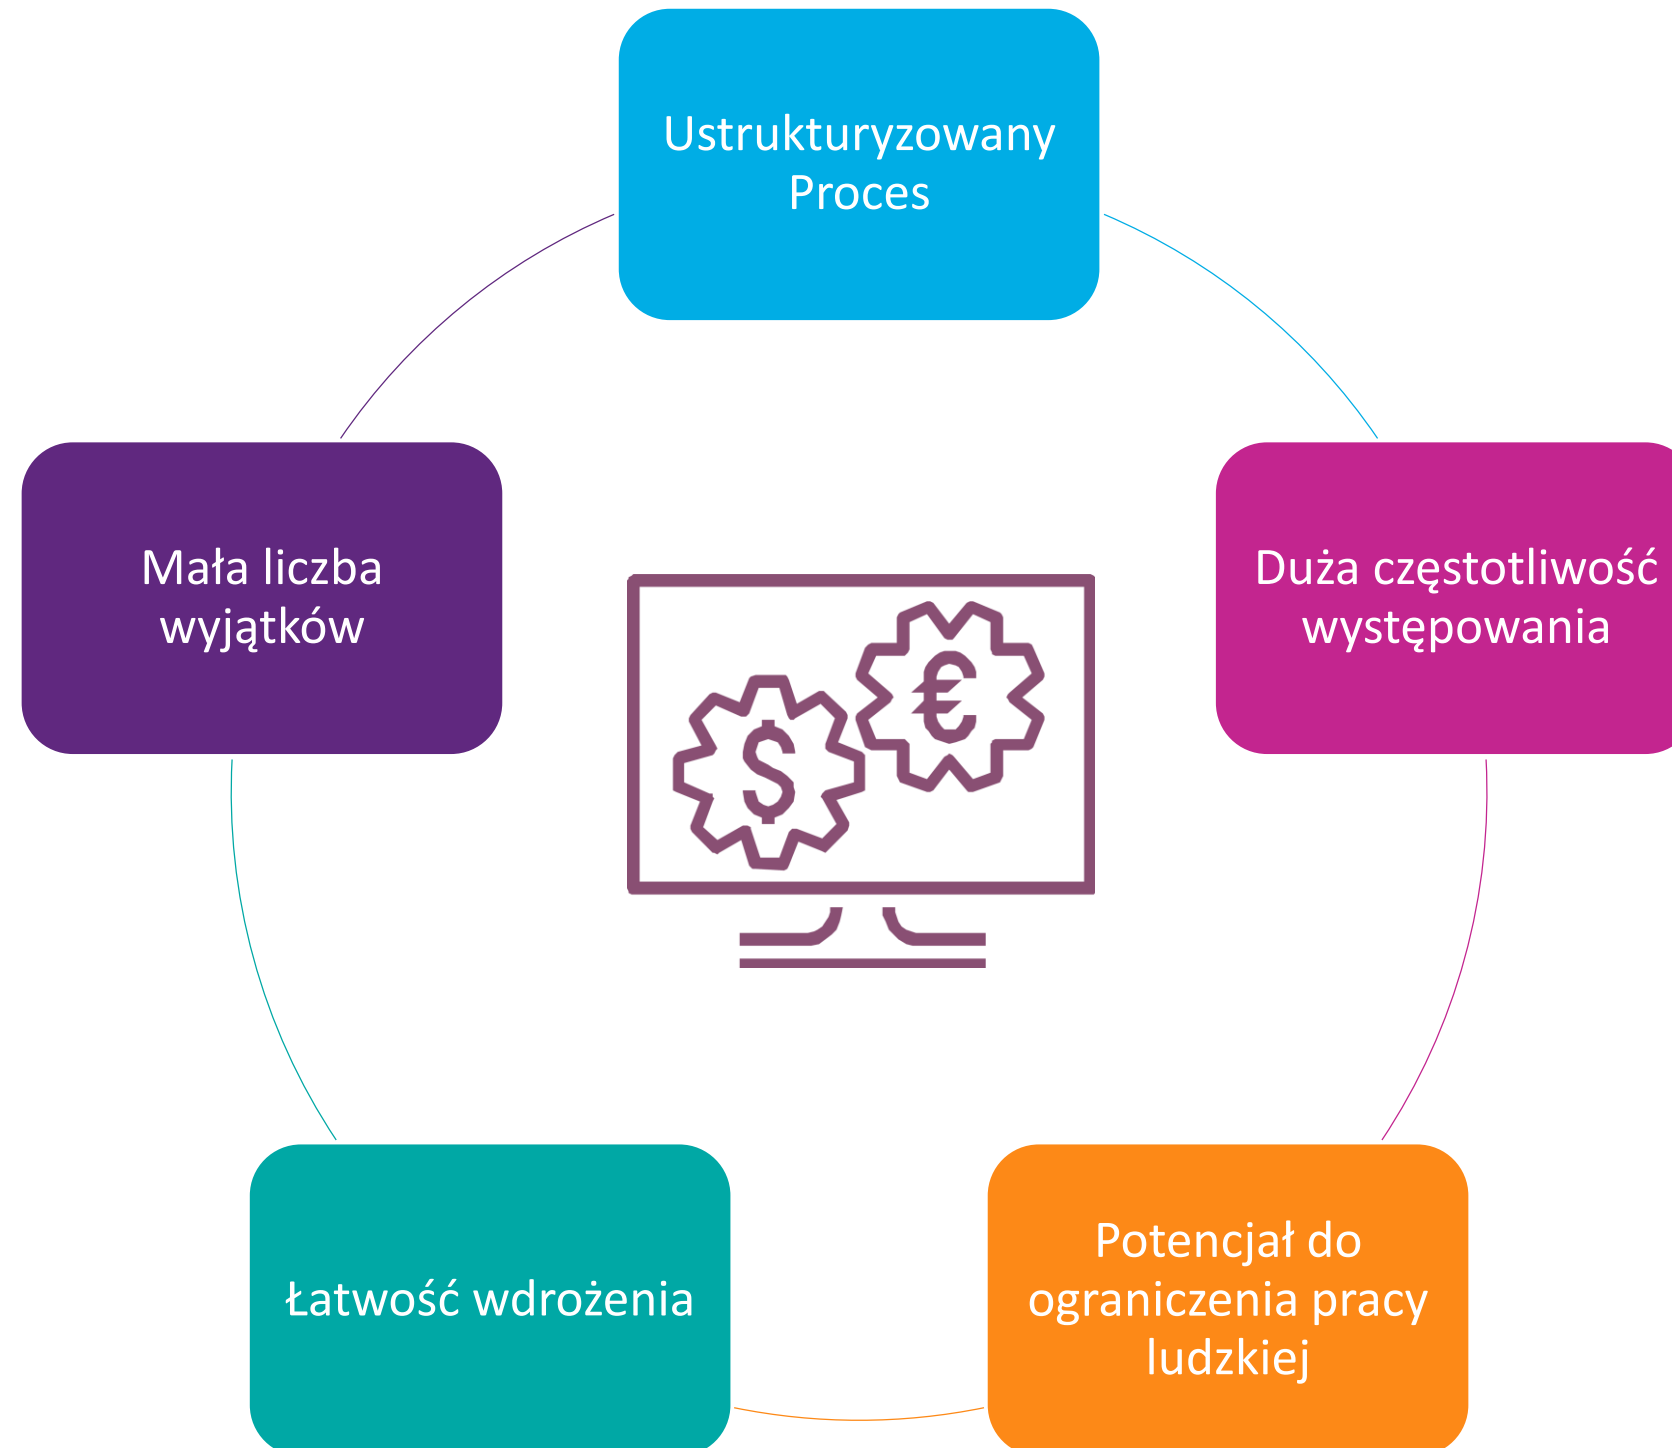 Ustrukturyzowany
Proces
Duża częstotliwość
występowania
Potencjał do
ograniczenia pracy
ludzkiej
Łatwość wdrożenia
Mała liczba
wyjątków
$
€